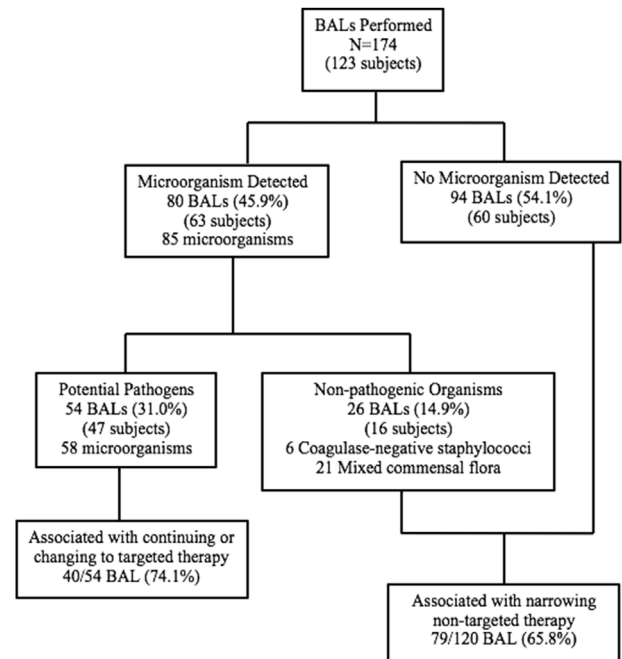 BALs Performed
N=174
(123 subjects)
Microorganism Detected
80 BALs (45.9%)
(63 subjects)
85 microorganisms
No Microorganism Detected
94 BALs (54.1%)
(60 subjects)
Potential Pathogens
54 BALs (31.0%)
(47 subjects)
58 microorganisms
Non-pathogenic Organisms
26 BALs (14.9%)
(16 subjects)
6 Coagulase-negative staphylococci
21 Mixed commensal flora
Associated with continuing or
changing to targeted therapy
40/54 BAL (74.1%)
Associated with narrowing
non-targeted therapy
79/120 BAL (65.8%)